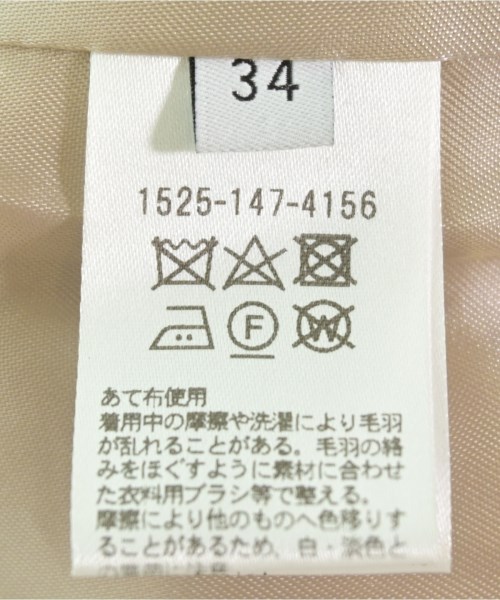 34
1525-147-4156
F
W
あて布使用
着用中の摩擦や洗濯により毛羽
が乱れることがある。毛羽の絡
みをほぐすように素材に合わせ
た衣料用ブラシ等で整える。
摩擦により他のものへ色移りす
ることがあるため、白・淡色と